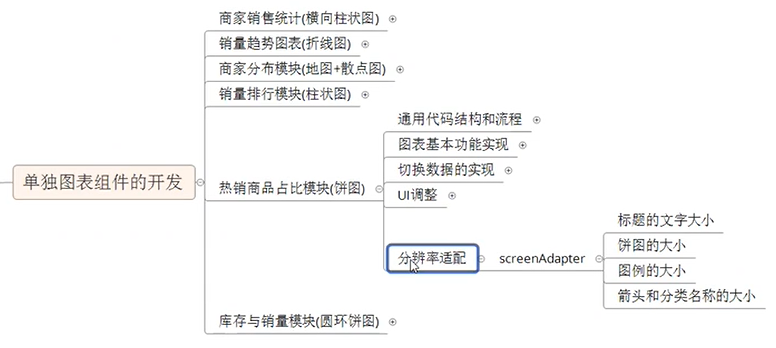 商家销售统计(横向柱状图)
销量趋势图表(折线图)
商家分布模块(地图+散点图)
销量排行模块(柱状图)
通用代码结构和流程
图表基本功能实现
切换数据的实现
单独图表组件的开发
热销商品占比模块(饼图)
UI调整
标题的文字大小
饼图的大小
分辨率适配
screenAdapter
图例的大小
箭头和分类名称的大小
库存与销量模块(圆环饼图)